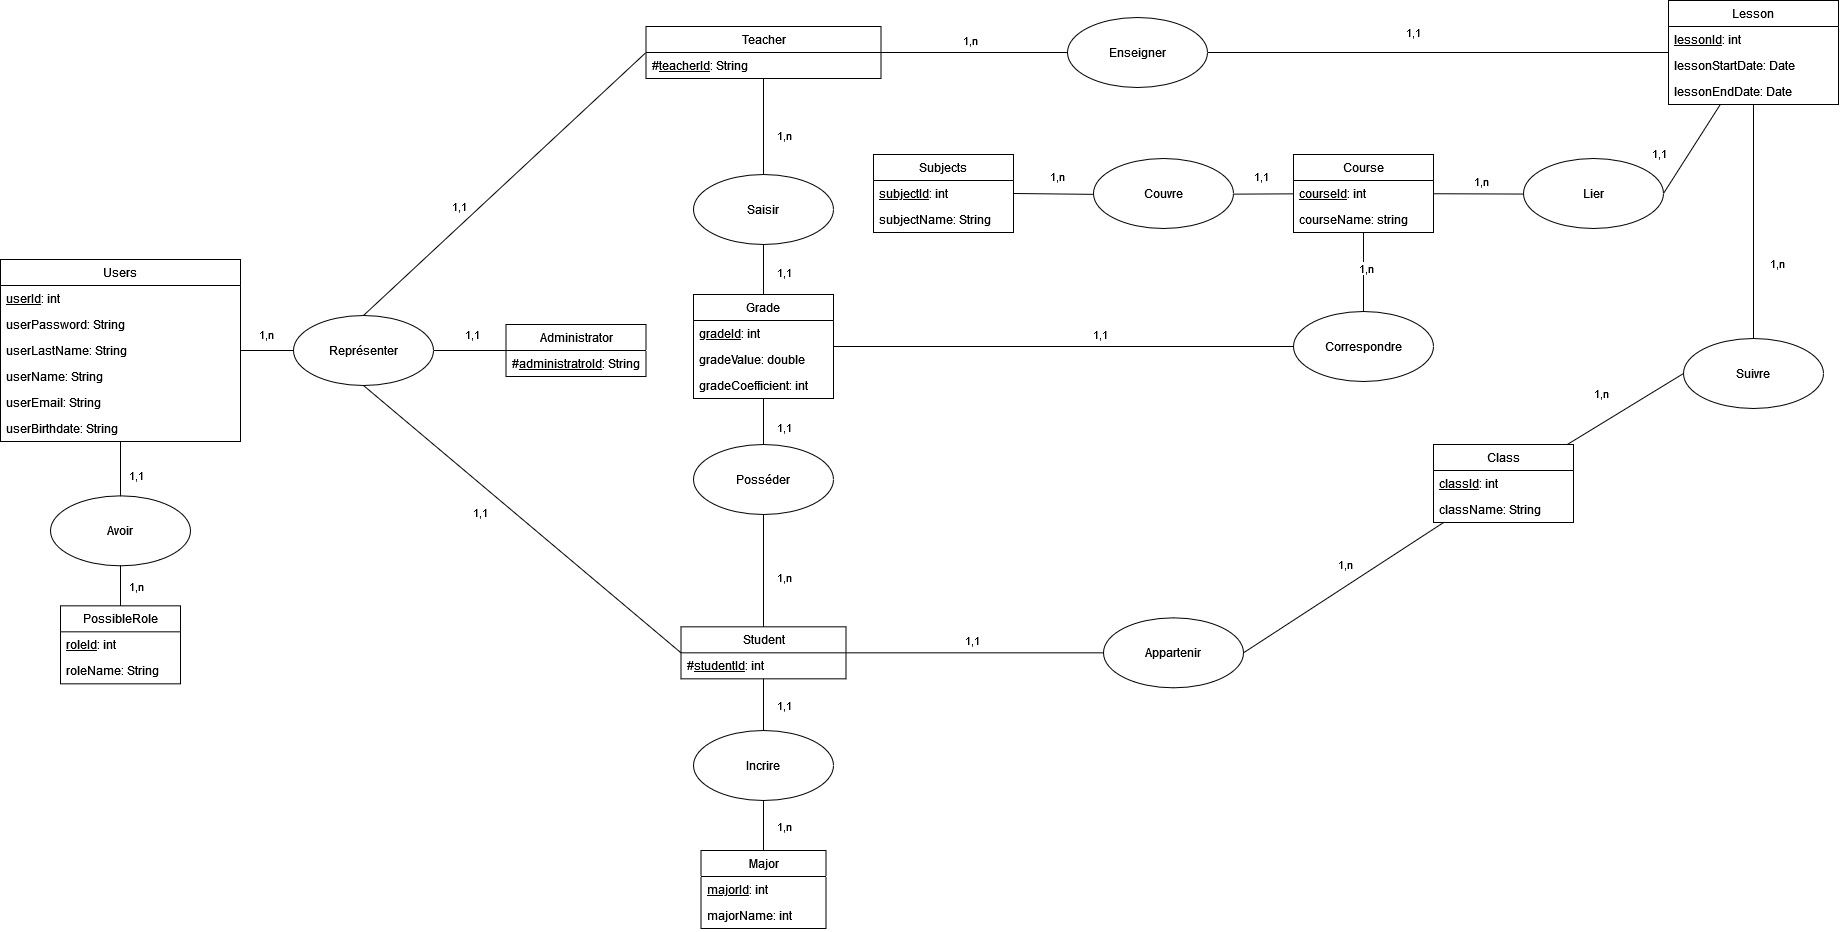 Lesson
lessonId: int
lessonStartDate: Date
lessonEndDate: Date
Teacher
#teacherId: String
1,n
Enseigner
1,1
1,n
Saisir
1,1
Subjects
subjectId: int
subjectName: String
1,n
Couvre
1,1
Course
courseId: int
courseName: string
1,n
Lier
1,1
1,1
Users
userId: int
userPassword: String
userLastName: String
userName: String
userEmail: String
userBirthdate: String
1,n
Représenter
1,1
Administrator
#administratroId: String
Grade
gradeId: int
gradeValue: double
gradeCoefficient: int
1,1
1,n
Correspondre
1,n
Suivre
1,n
1,1
Posséder
1,n
Class
classId: int
className: String
1,1
Avoir
1,n
PossibleRole
roleId: int
roleName: String
1,1
Student
#studentId: int
1,1
Appartenir
1,n
1,1
Incrire
1,n
Major
majorId: int
majorName: int